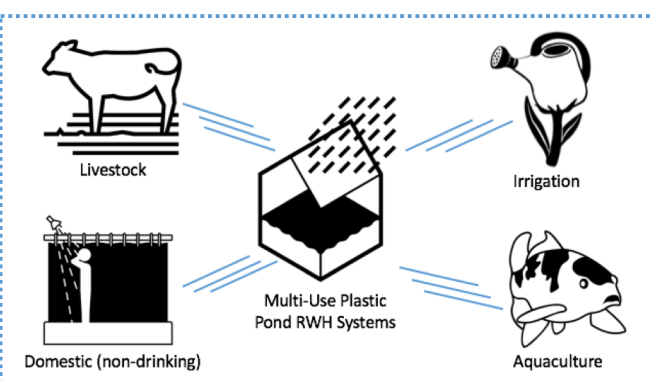 Livestock
Irrigation
Multi-Use Plastic
Pond RWH Systems
Domestic (non-drinking)
Aquaculture